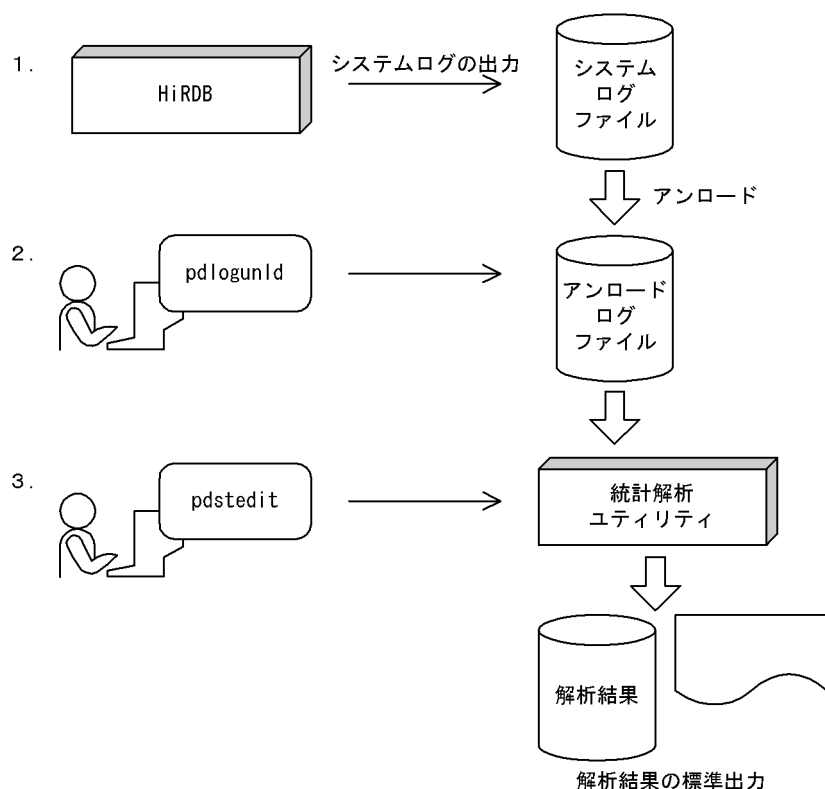 1.
HiRDB
システムログの出力
システム
ログ
ファイル
アンロード
2.
pdlogunld
アンロード
ログ
ファイル
3.
pdstedit
統計解析
ユティリティ
解析結果
解析結果の標準出力